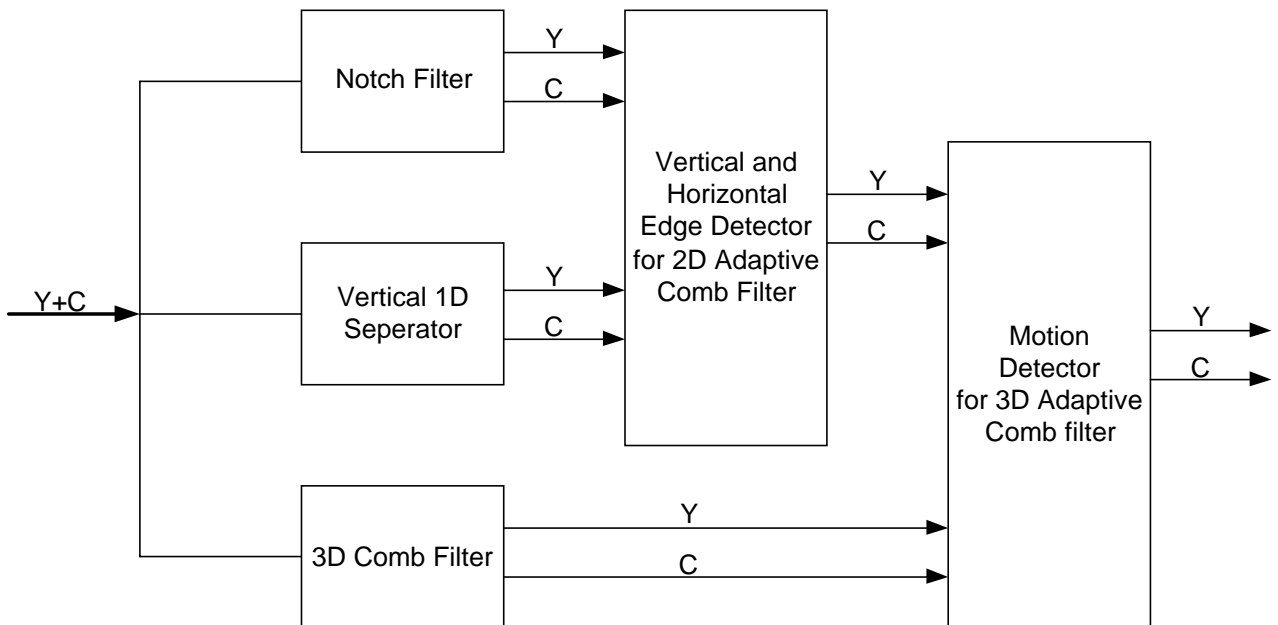 Y+C
Notch Filter
Y
C
Vertical 1D
Seperator
Y
C
3D Comb Filter
Y
C
Vertical and
Horizontal
Edge Detector
for 2D Adaptive
Comb Filter
Y
C
Motion
Detector
for 3D Adaptive
Comb filter
Y
C